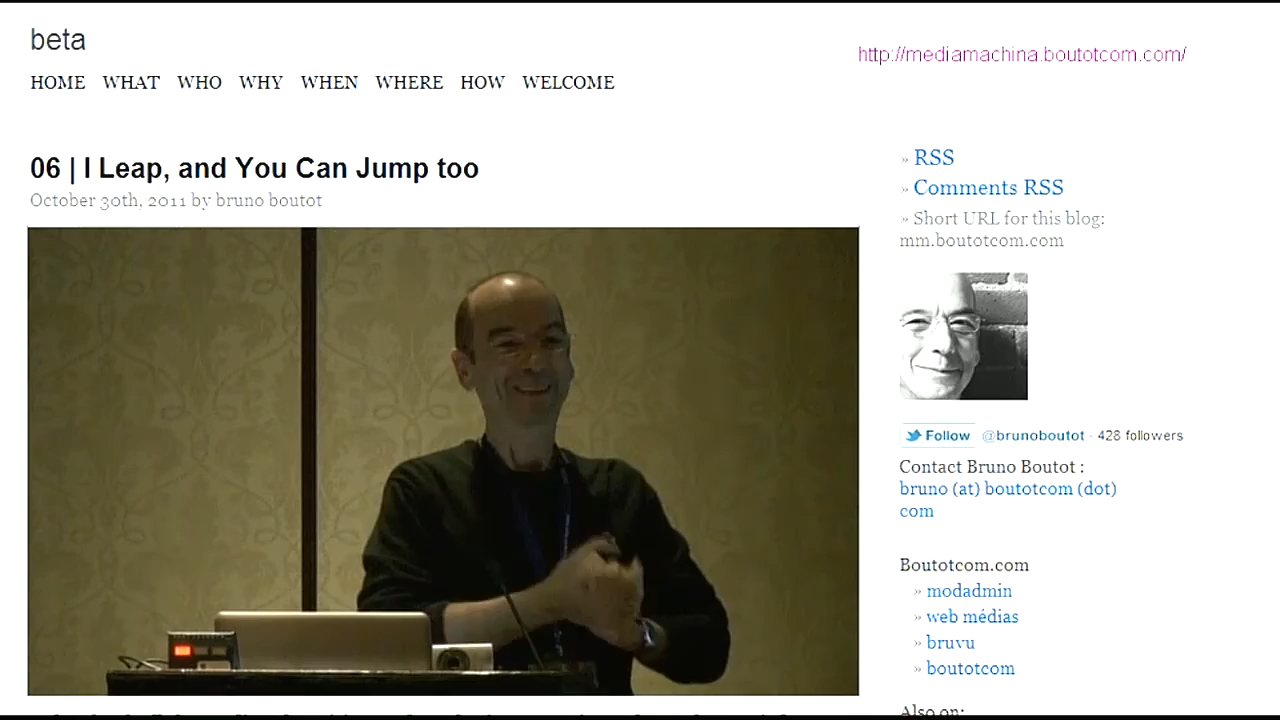 beta
http://mediamachina.boutotcom.com/
HOME WHAT WHO WHY WHEN WHERE HOW WELCOME
06 | I Leap, and You Can Jump too
October 30th, 2011 by bruno boutot
» RSS
» Comments RSS
» Short URL for this blog:
mm.boutotcom.com
Follow @brunoboutot · 428 followers
Contact Bruno Boutot :
bruno (at) boutotcom (dot)
com
Boutotcom.com
» modadmin
» web médias
» bruvu
» boutotcom
Also on: